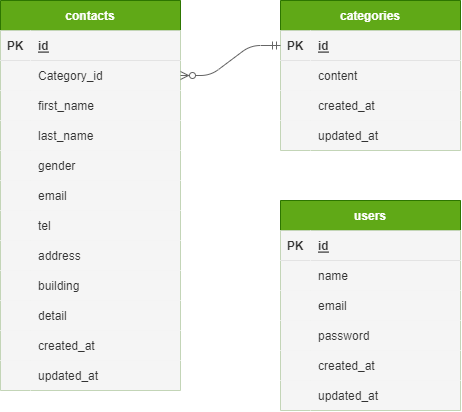 contacts
PK id
Category_id
first_name
last_name
gender
email
tel
address
building
detail
created_at
updated_at
categories
PK id
content
created_at
updated_at
users
PK id
name
email
password
created_at
updated_at